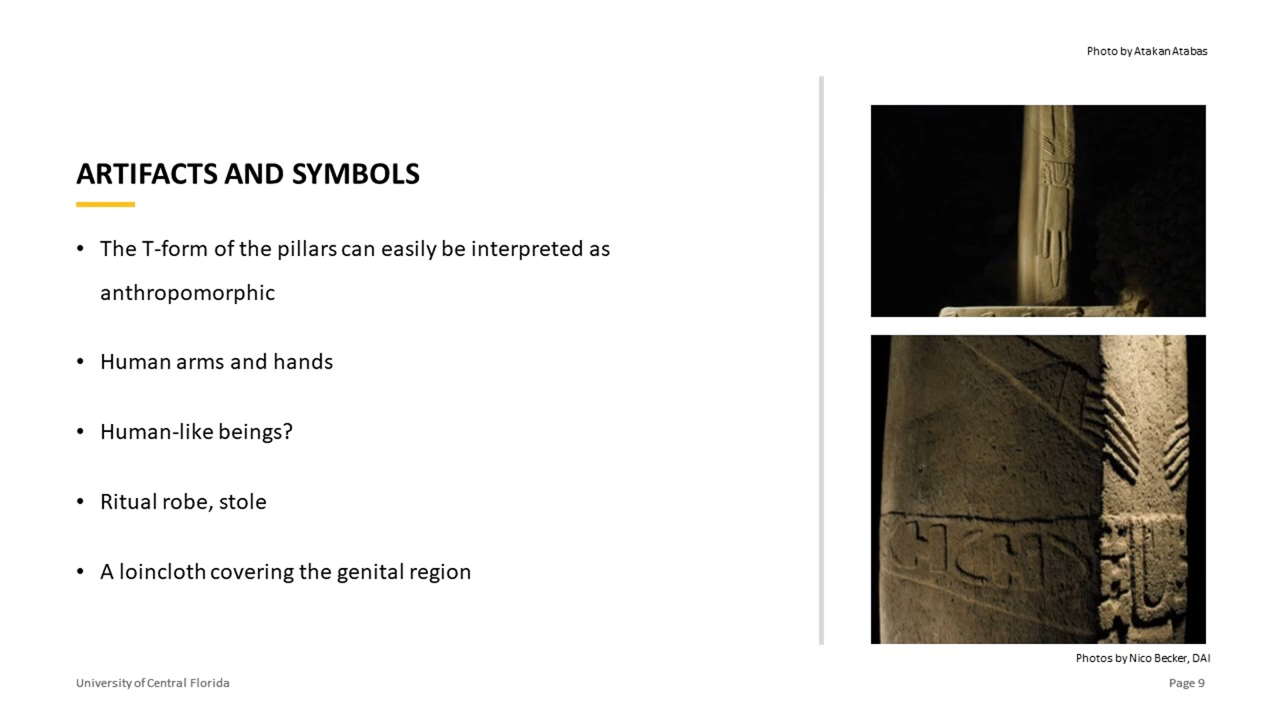 Photo by Atakan Atabas
ARTIFACTS AND SYMBOLS
• The T-form of the pillars can easily be interpreted as
anthropomorphic
• Human arms and hands
• Human-like beings?
• Ritual robe, stole
• A loincloth covering the genital region
Photos by Nico Becker, DAI
University of Central Florida
Page 9